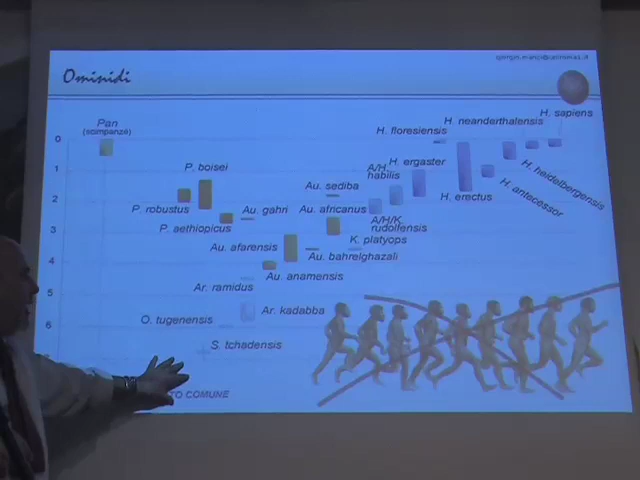 Ominidi
Pan
(scimpanzé)
H. sapiens
H neanderthalensis
H. floresiensis
0
A/H.
habilis
H. ergaster
H. heidelbergensis
1
P. boisei
Au. sediba
H. erectus
H. antecessor
2
P. robustus
Au. gahri
Au. africanus
A/H/K
rudolfensis
P. aethiopicus
3
Au. afarensis
K. platyops
Au. bahrelghazali
4
Au. anamensis
5
Ar. ramidus
Ar. kadabba
6
O. tugenensis
S. tchadensis
COMUNE